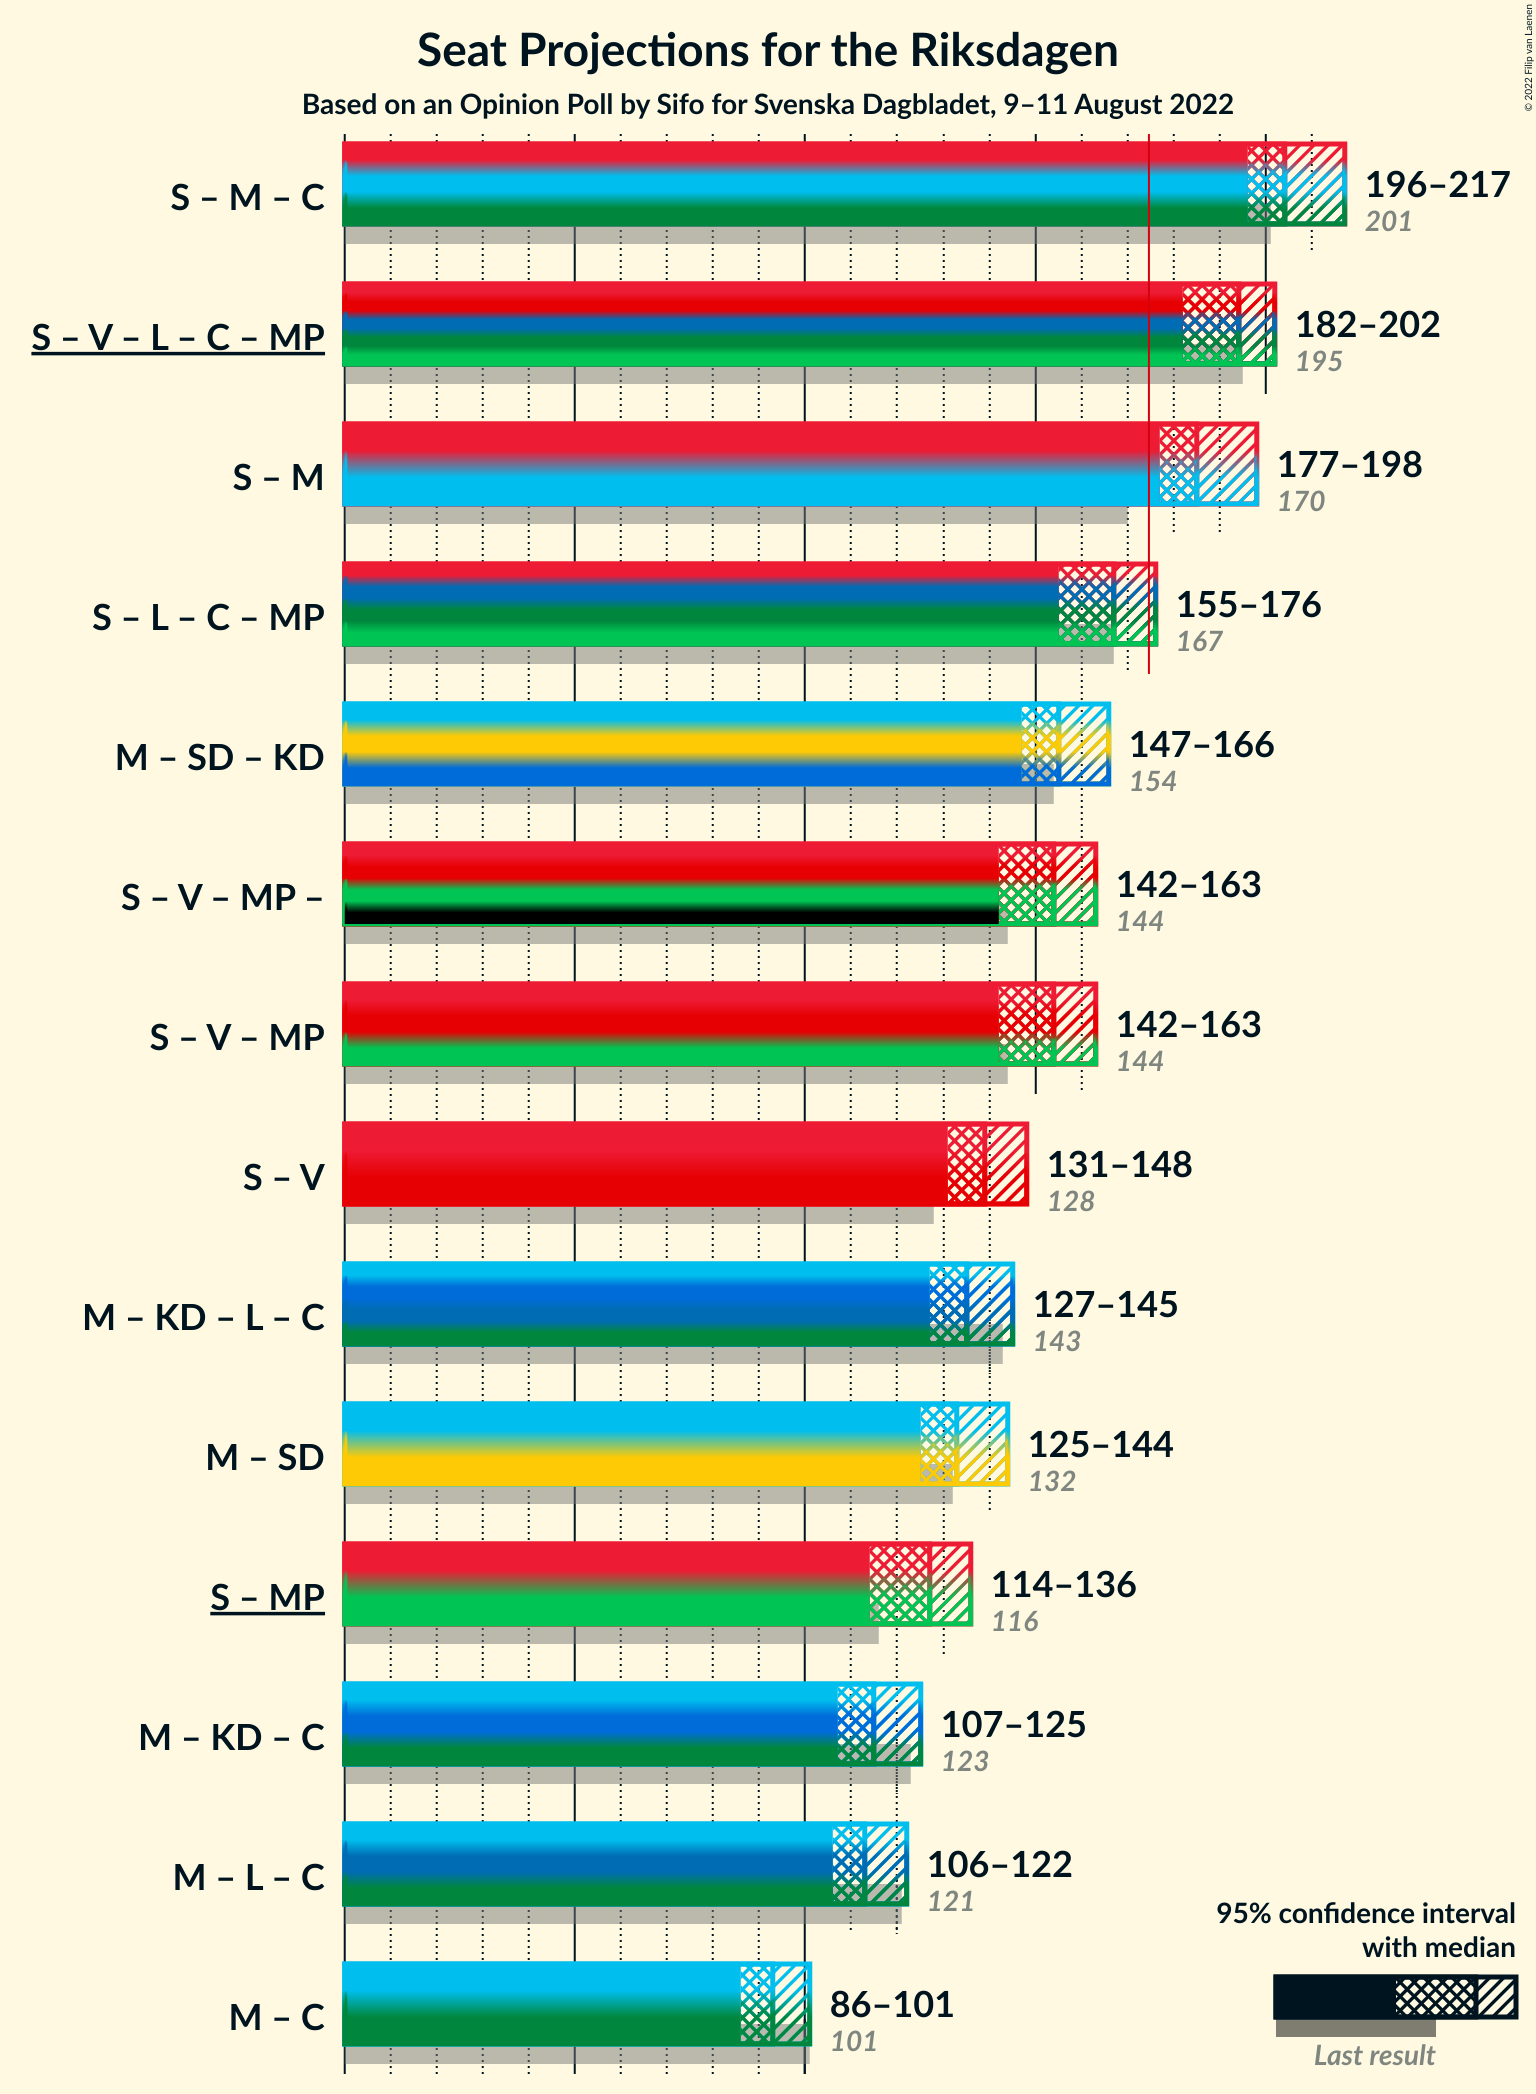 Seat Projections for the Riksdagen
Based on an Opinion Poll by Sifo for Svenska Dagbladet, 9–11 August 2022
© 2022 Filip van Laenen
S – M – C
196–217
201
S – V – L – C – MP
182–202
195
S – M
177–198
170
S – L – C – MP
155–176
167
M – SD – KD
147–166
154
S – V – MP –
142–163
144
S – V – MP
142–163
144
S – V
131–148
128
M – KD – L – C
127–145
143
M – SD
125–144
132
S – MP
114–136
116
M – KD – C
107–125
123
M – L – C
106–122
121
M – C
86–101
101
95% confidence interval
with median
Last result